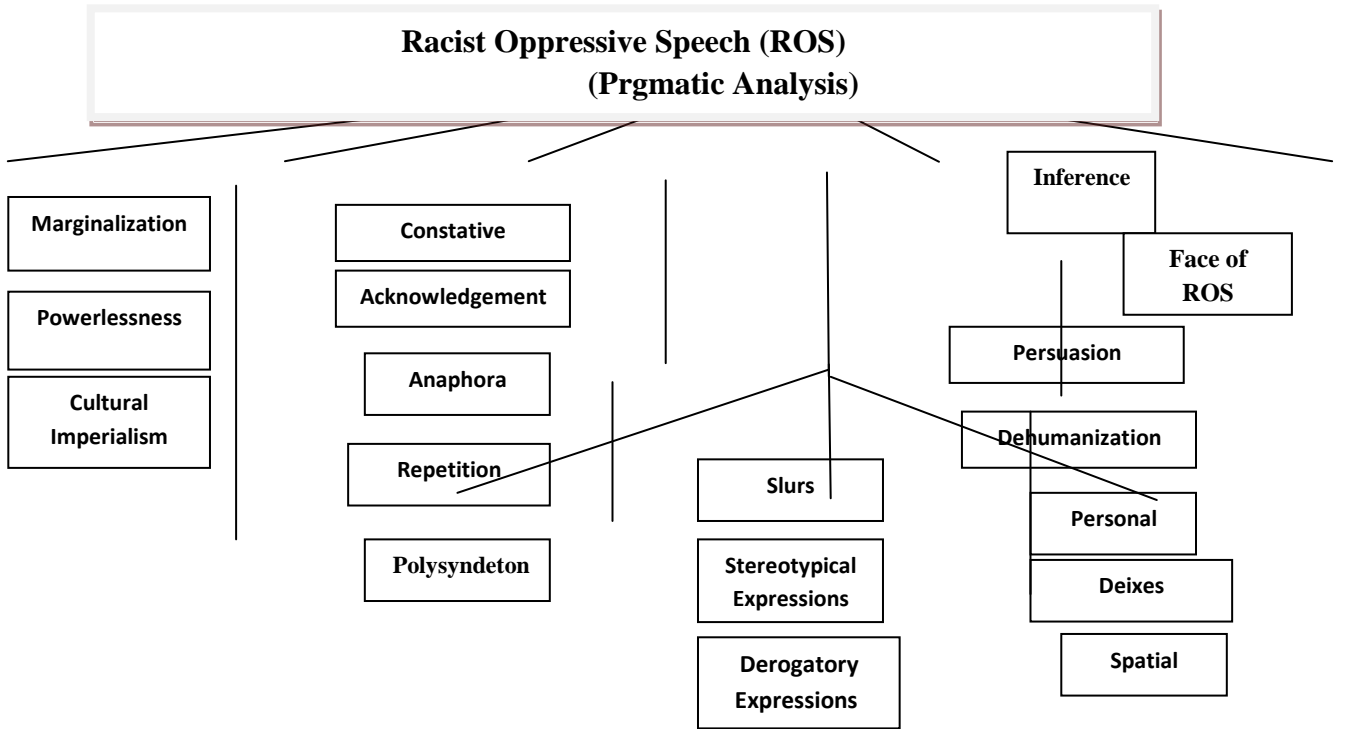 Racist Oppressive Speech (ROS)
(Prgmatic Analysis)
Marginalization
Powerlessness
Cultural
Imperialism
Constative
Acknowledgement
Anaphora
Repetition
Polysyndeton
Slurs
Stereotypical
Expressions
Derogatory
Expressions
Inference
Face of
ROS
Persuasion
Dehumanization
Personal
Deixes
Spatial